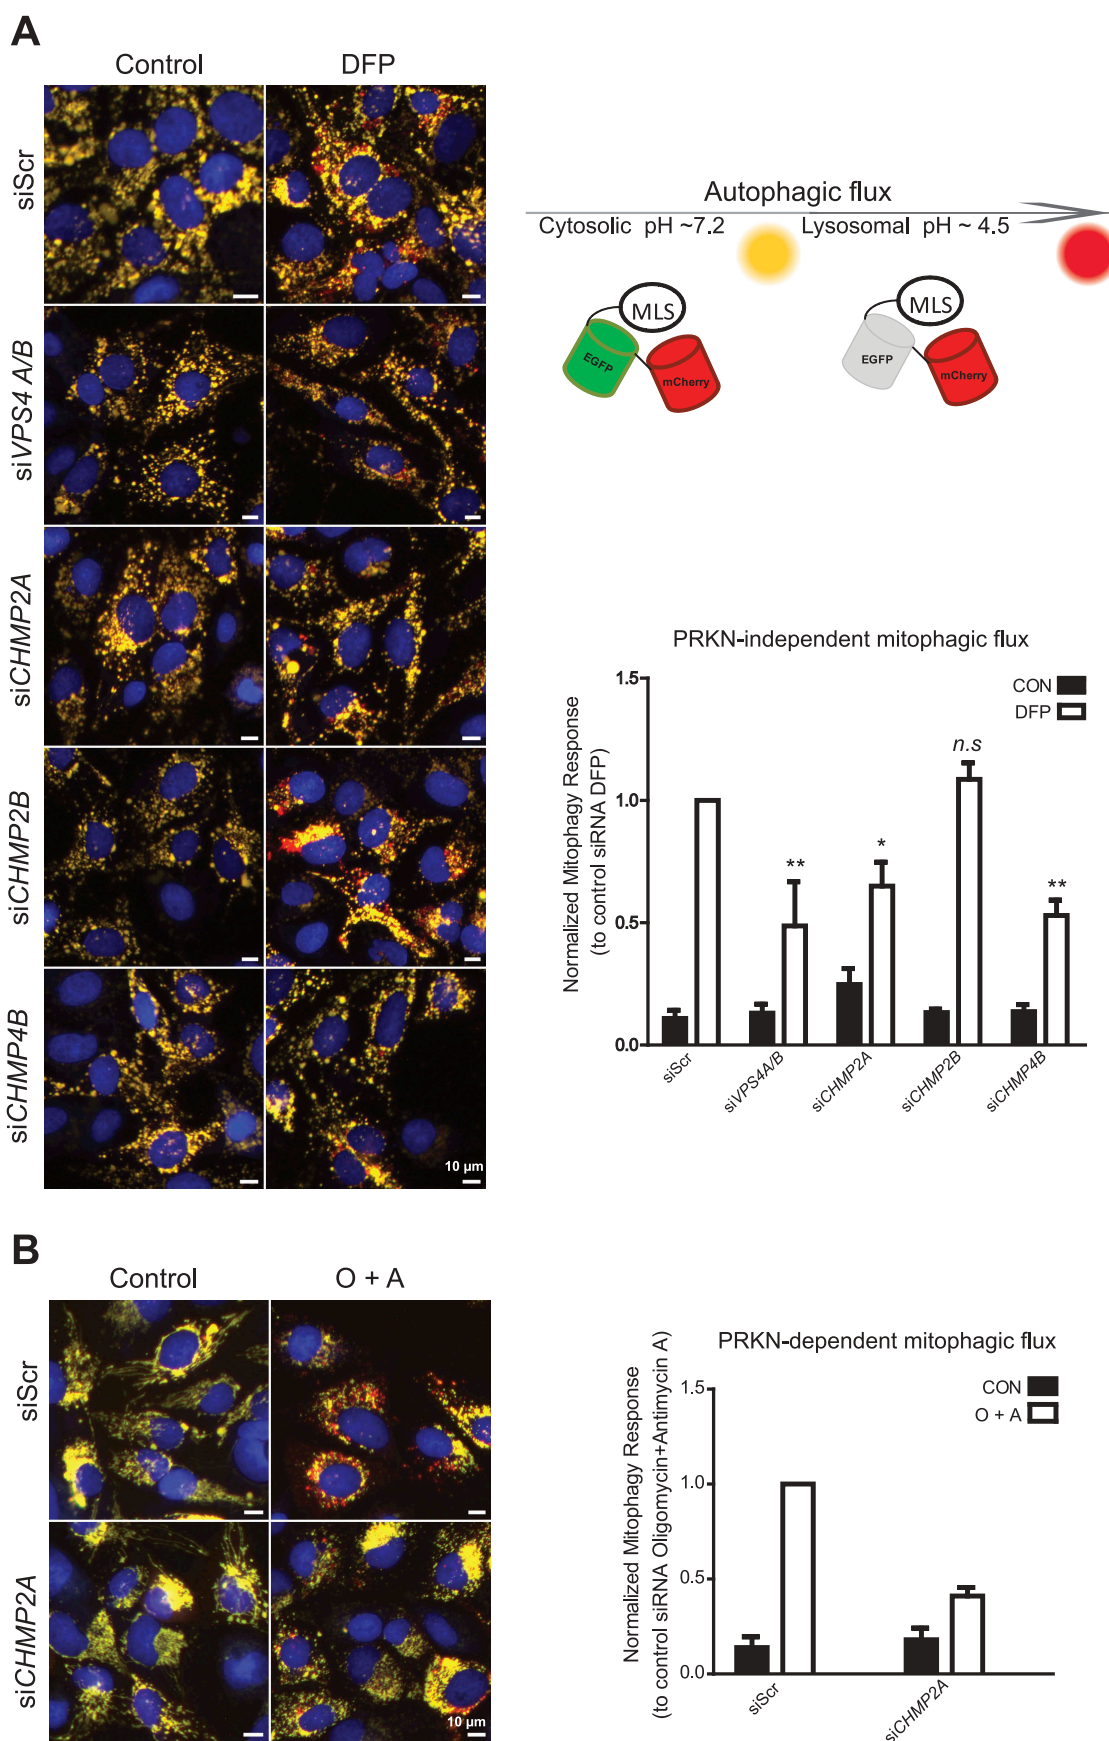 A
Control
DFP
siScr
siVPS4 A/B
siCHMP2A
siCHMP2B
siCHMP4B
10 µm
Autophagic flux
Cytosolic pH ~7.2
Lysosomal pH ~ 4.5
MLS
EGFP
mCherry
MLS
EGFP
mCherry
PRKN-independent mitophagic flux
Normalized Mitophagy Response
(to control siRNA DFP)
1.5
1.0
0.5
0.0
CON
DFP
**
*
n.s
**
siScr
siVPS4A/B
siCHMP2A
siCHMP2B
siCHMP4B
B
Control
O + A
siScr
siCHMP2A
10 µm
PRKN-dependent mitophagic flux
Normalized Mitophagy Response
(to control siRNA Oligomycin+Antimycin A)
1.5
1.0
0.5
0.0
CON
O + A
siScr
siCHMP2A